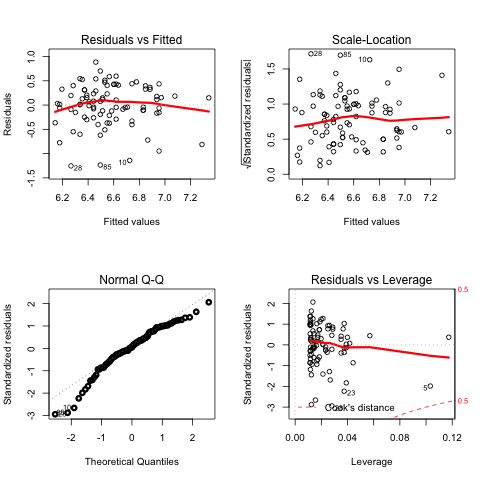 Residuals vs Fitted
Residuals
1.0
0.5
0.0
-0.5
-1.5
28
85
10
6.2 6.4 6.6 6.8 7.0 7.2
Fitted values
Scale-Location
√|Standardized residuals|
1.5
1.0
0.5
0.0
28
85
10
6.2 6.4 6.6 6.8 7.0 7.2
Fitted values
Normal Q-Q
Standardized residuals
2
1
0
-1
-2
-3
10
-2 -1 0 1 2
Theoretical Quantiles
Residuals vs Leverage
Standardized residuals
2
1
0
-1
-2
-3
0.5
0.5
5
23
Cook's distance
0.00 0.04 0.08 0.12
Leverage